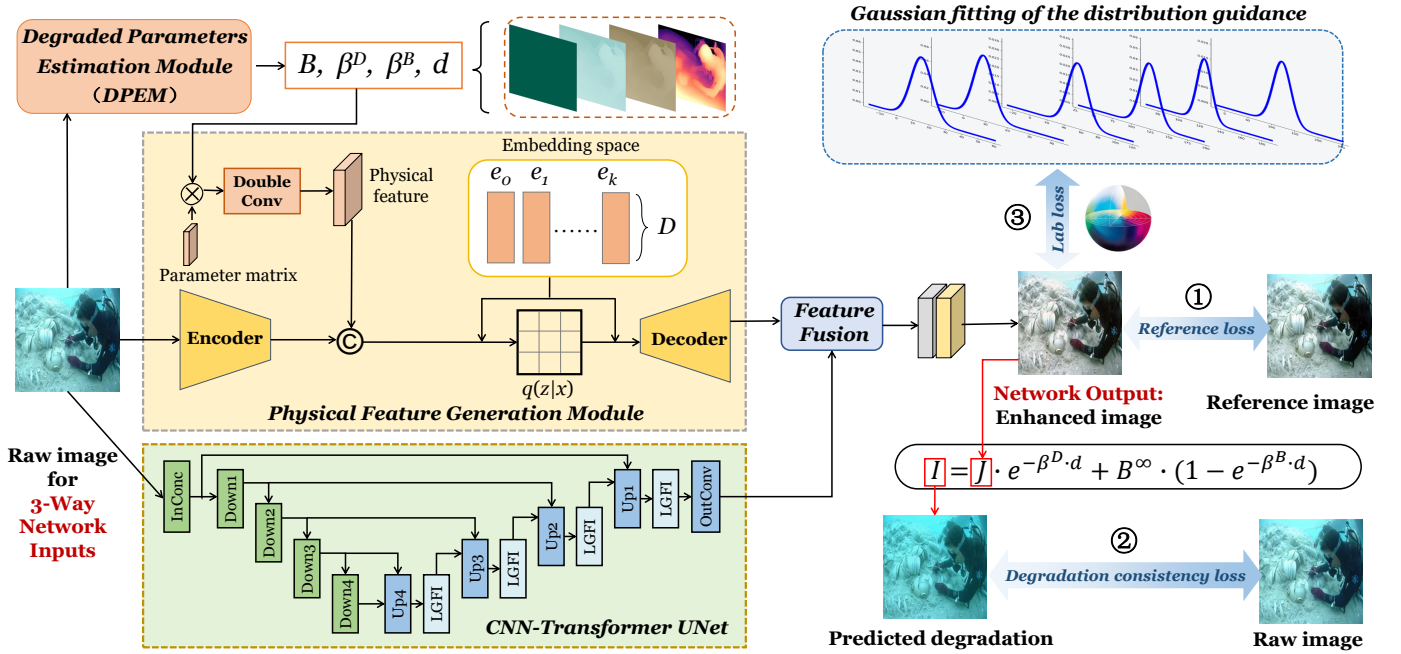 Degraded Parameters
Estimation Module
(DPEM)
B, β^D, β^B, d
Gaussian fitting of the distribution guidance
Embedding space
e_0 e_1 e_k
...... D
Double
Conv
Physical
feature
Parameter matrix
Encoder
©
q(z|x)
Decoder
Physical Feature Generation Module
Feature
Fusion
③
Lab loss
①
Reference loss
Network Output:
Enhanced image
Reference image
Raw image
for
3-Way
Network
Inputs
InConc
Down1
Down2
Down3
Down4
Up4
LGFI
Up3
LGFI
Up2
LGFI
Up1
LGFI
OutConv
CNN-Transformer UNet
I = J · e^{-β^D·d} + B^∞ · (1 − e^{-β^B·d})
②
Degradation consistency loss
Predicted degradation
Raw image